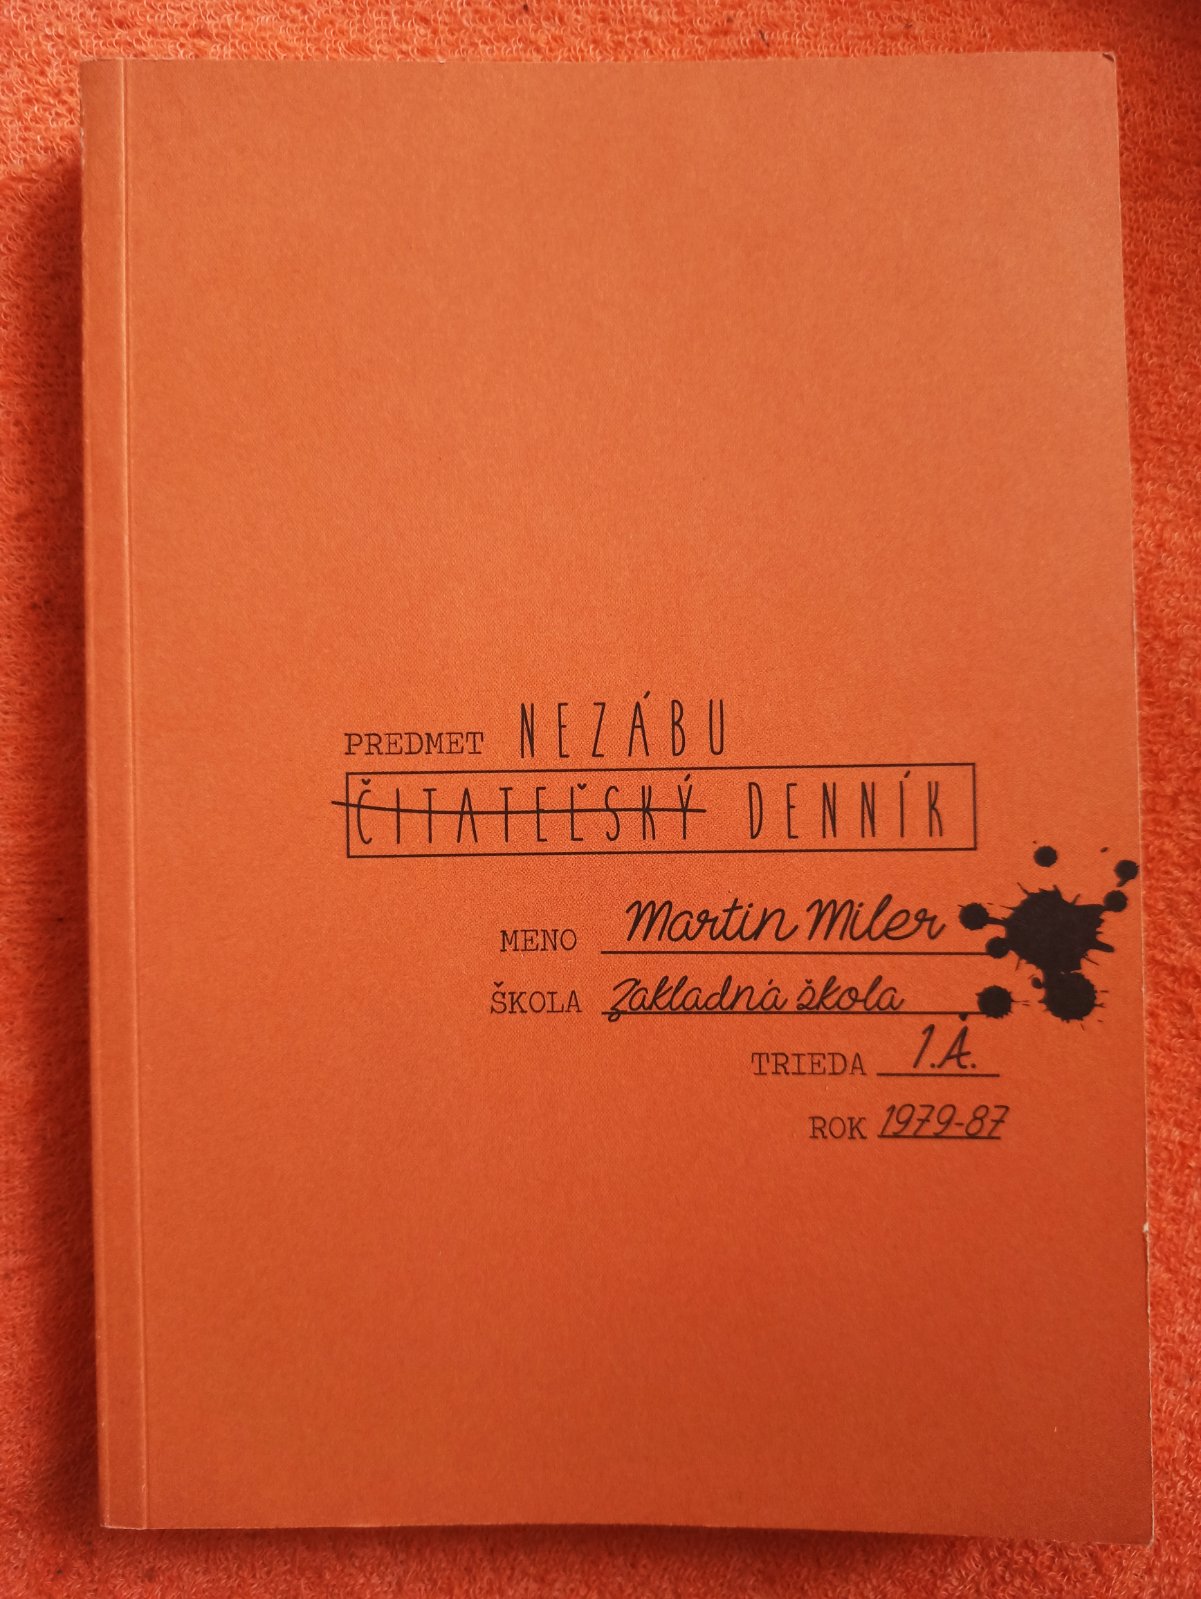 PREDMET NEZÁBU
ČITATEĽSKÝ DENNÍK
MENO Martin Miler
ŠKOLA Základná škola
TRIEDA 1.A.
ROK 1979-87